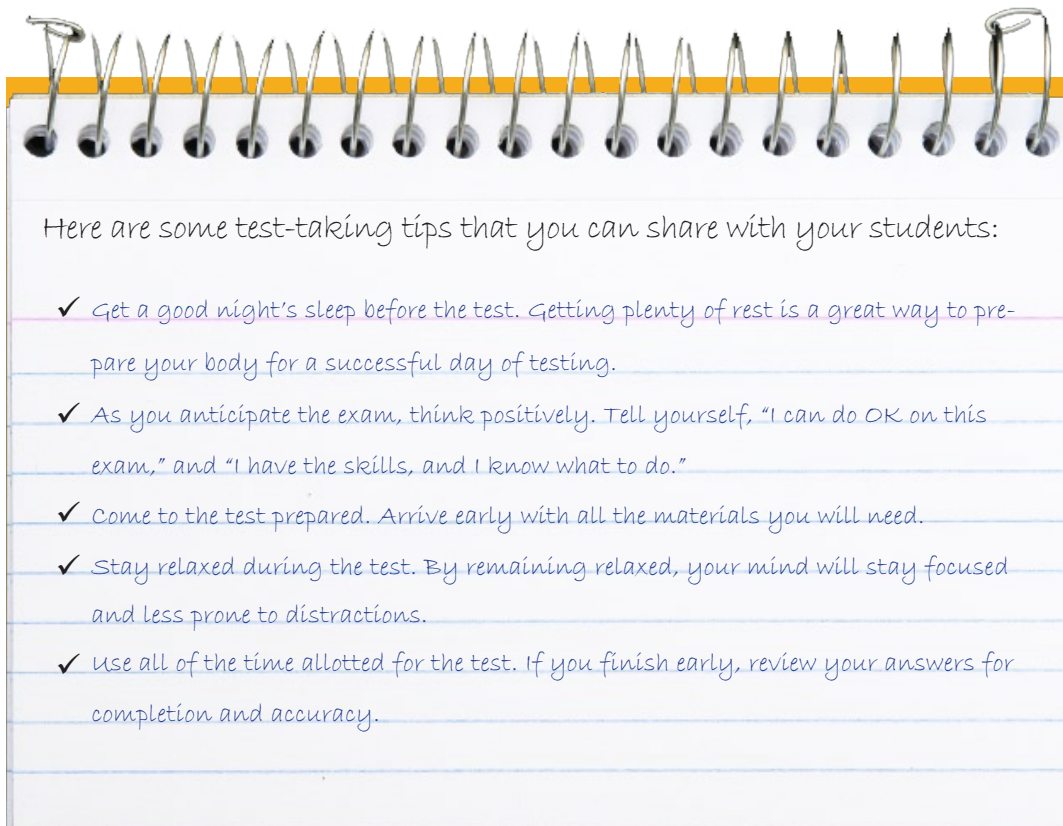 Here are some test-taking tips that you can share with your students:
✓ Get a good night's sleep before the test. Getting plenty of rest is a great way to pre-
pare your body for a successful day of testing.
✓ As you anticipate the exam, think positively. Tell yourself, “I can do OK on this
exam,” and “I have the skills, and I know what to do.”
✓ Come to the test prepared. Arrive early with all the materials you will need.
✓ Stay relaxed during the test. By remaining relaxed, your mind will stay focused
and less prone to distractions.
✓ Use all of the time allotted for the test. If you finish early, review your answers for
completion and accuracy.